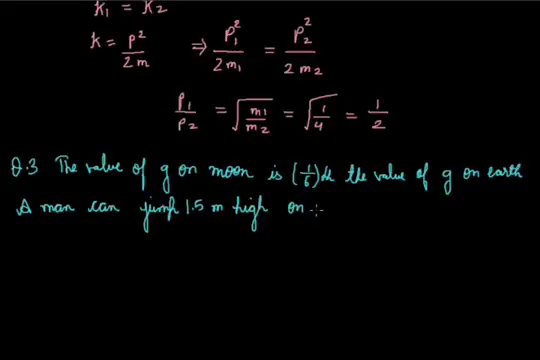 K₁ = K₂
K = P²/2m ⇒ P₁²/2m₁ = P₂²/2m₂
P₁/P₂ = √(m₁/m₂) = √(1/4) = 1/2
Q.3 The value of g on moon is (1/6)th the value of g on earth
A man can jump 1.5 m high on